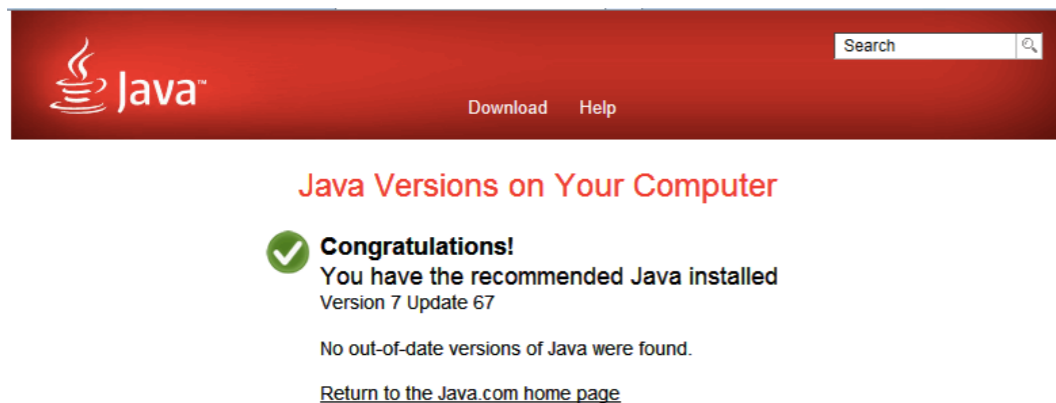 Search
Java™
Download Help
Java Versions on Your Computer
Congratulations!
You have the recommended Java installed
Version 7 Update 67
No out-of-date versions of Java were found.
Return to the Java.com home page